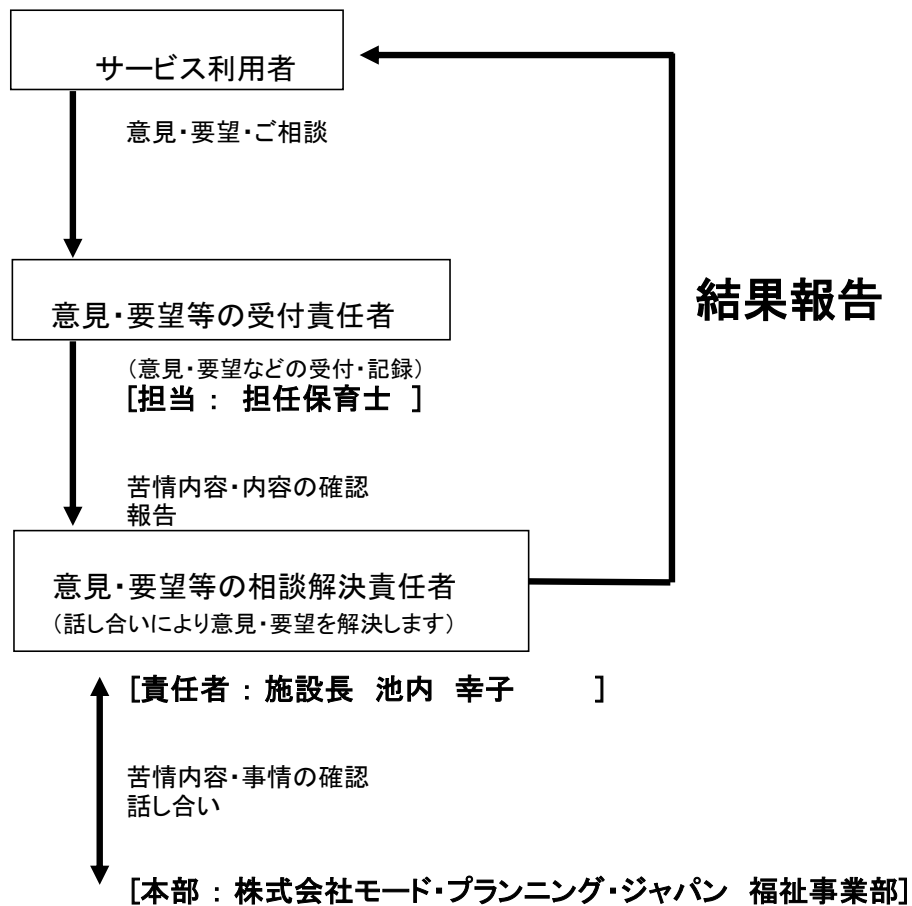 サービス利用者
意見・要望・ご相談
意見・要望等の受付責任者
（意見・要望などの受付・記録）
[担当 ： 担任保育士 ]
結果報告
苦情内容・内容の確認
報告
意見・要望等の相談解決責任者
（話し合いにより意見・要望を解決します）
[責任者 ： 施設長 池内 幸子 ]
苦情内容・事情の確認
話し合い
[本部 ： 株式会社モード・プランニング・ジャパン 福祉事業部]